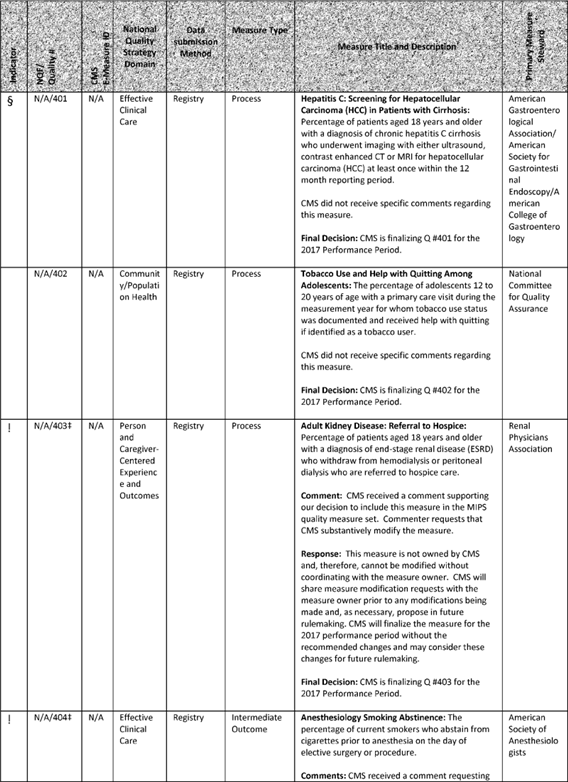 Indicator
NQF/
Quality #
CMS
E-Measure ID
National
Quality
Strategy
Domain
Data
submission
Method
Measure Type
Measure Title and Description
Primary Measure
Steward
§
N/A/401
N/A
Effective
Clinical
Care
Registry
Process
Hepatitis C: Screening for Hepatocellular
Carcinoma (HCC) in Patients with Cirrhosis:
Percentage of patients aged 18 years and
older with a diagnosis of chronic hepatitis C cirrhosis
who underwent imaging with either ultrasound,
contrast enhanced CT or MRI for hepatocellular
carcinoma (HCC) at least once within the 12
month reporting period.
CMS did not receive specific comments regarding
this measure.
Final Decision: CMS is finalizing Q #401 for the
2017 Performance Period.
American
Gastroentero
logical
Association/
American
Society for
Gastrointesti
nal
Endoscopy/A
merican
College of
Gastroentero
logy
N/A/402
N/A
Communit
y/Populati
on Health
Registry
Process
Tobacco Use and Help with Quitting Among
Adolescents: The percentage of adolescents 12 to
20 years of age with a primary care visit during the
measurement year for whom tobacco use status
was documented and received help with quitting
if identified as a tobacco user.
CMS did not receive specific comments regarding
this measure.
Final Decision: CMS is finalizing Q #402 for the
2017 Performance Period.
National
Committee
for Quality
Assurance
!
N/A/403‡
N/A
Person
and
Caregiver-
Centered
Experienc
e and
Outcomes
Registry
Process
Adult Kidney Disease: Referral to Hospice:
Percentage of patients aged 18 years and older
with a diagnosis of end-stage renal disease (ESRD)
who withdraw from hemodialysis or peritoneal
dialysis who are referred to hospice care.
Comment: CMS received a comment supporting
our decision to include this measure in the MIPS
quality measure set. Commenter requests that
CMS substantively modify the measure.
Response: This measure is not owned by CMS
and, therefore, cannot be modified without
coordinating with the measure owner. CMS will
share measure modification requests with the
measure owner prior to any modifications being
made and, as necessary, propose in future
rulemaking. CMS will finalize the measure for the
2017 performance period without the
recommended changes and may consider these
changes for future rulemaking.
Final Decision: CMS is finalizing Q #403 for the
2017 Performance Period.
Renal
Physicians
Association
!
N/A/404‡
N/A
Effective
Clinical
Care
Registry
Intermediate
Outcome
Anesthesiology Smoking Abstinence: The
percentage of current smokers who abstain from
cigarettes prior to anesthesia on the day of
elective surgery or procedure.
Comments: CMS received a comment requesting
American
Society of
Anesthesiolo
gists